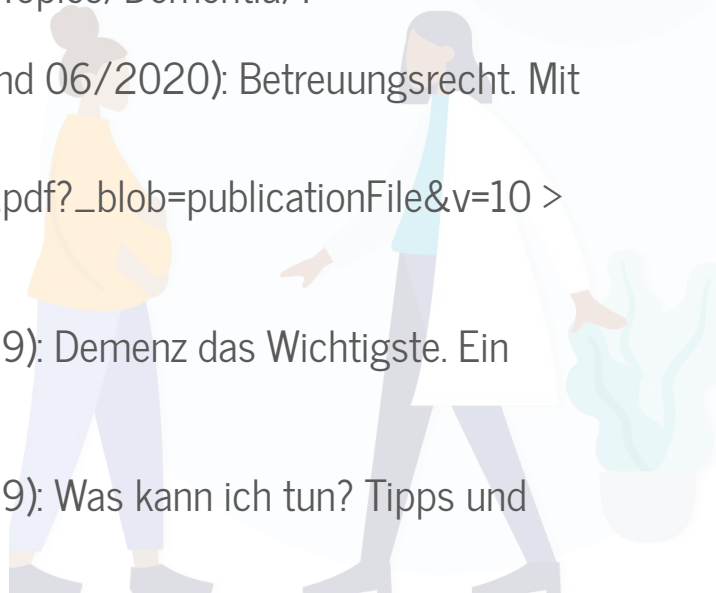 nd 06/2020): Betreuungsrecht. Mit
.pdf?_blob=publicationFile&v=10 >
9): Demenz das Wichtigste. Ein
9): Was kann ich tun? Tipps und